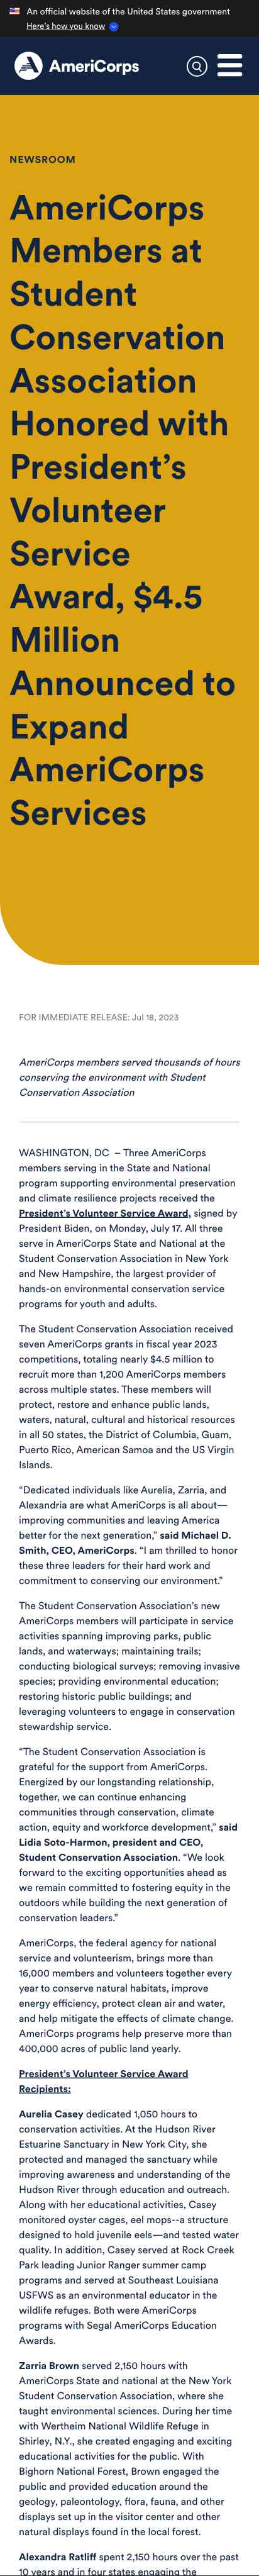 An official website of the United States government
Here's how you know
AmeriCorps
NEWSROOM
AmeriCorps
Members at
Student
Conservation
Association
Honored with
President’s
Volunteer
Service
Award, $4.5
Million
Announced to
Expand
AmeriCorps
Services
FOR IMMEDIATE RELEASE: Jul 18, 2023
AmeriCorps members served thousands of hours
conserving the environment with Student
Conservation Association
WASHINGTON, DC – Three AmeriCorps
members serving in the State and National
program supporting environmental preservation
and climate resilience projects received the
President’s Volunteer Service Award, signed by
President Biden, on Monday, July 17. All three
serve in AmeriCorps State and National at the
Student Conservation Association in New York
and New Hampshire, the largest provider of
hands-on environmental conservation service
programs for youth and adults.
The Student Conservation Association received
seven AmeriCorps grants in fiscal year 2023
competitions, totaling nearly $4.5 million to
recruit more than 1,200 AmeriCorps members
across multiple states. These members will
protect, restore and enhance public lands,
waters, natural, cultural and historical resources
in all 50 states, the District of Columbia, Guam,
Puerto Rico, American Samoa and the US Virgin
Islands.
“Dedicated individuals like Aurelia, Zarria, and
Alexandria are what AmeriCorps is all about—
improving communities and leaving America
better for the next generation,” said Michael D.
Smith, CEO, AmeriCorps. “I am thrilled to honor
these three leaders for their hard work and
commitment to conserving our environment.”
The Student Conservation Association’s new
AmeriCorps members will participate in service
activities spanning improving parks, public
lands, and waterways; maintaining trails;
conducting biological surveys; removing invasive
species; providing environmental education;
restoring historic public buildings; and
leveraging volunteers to engage in conservation
stewardship service.
“The Student Conservation Association is
grateful for the support from AmeriCorps.
Energized by our longstanding relationship,
together, we can continue enhancing
communities through conservation, climate
action, equity and workforce development,” said
Lidia Soto-Harmon, president and CEO,
Student Conservation Association. “We look
forward to the exciting opportunities ahead as
we remain committed to fostering equity in the
outdoors while building the next generation of
conservation leaders.”
AmeriCorps, the federal agency for national
service and volunteerism, brings more than
16,000 members and volunteers together every
year to conserve natural habitats, improve
energy efficiency, protect clean air and water,
and help mitigate the effects of climate change.
AmeriCorps programs help preserve more than
400,000 acres of public land yearly.
President’s Volunteer Service Award
Recipients:
Aurelia Casey dedicated 1,050 hours to
conservation activities. At the Hudson River
Estuarine Sanctuary in New York City, she
protected and managed the sanctuary while
improving awareness and understanding of the
Hudson River through education and outreach.
Along with her educational activities, Casey
monitored oyster cages, eel mops--a structure
designed to hold juvenile eels—and tested water
quality. In addition, Casey served at Rock Creek
Park leading Junior Ranger summer camp
programs and served at Southeast Louisiana
USFWS as an environmental educator in the
wildlife refuges. Both were AmeriCorps
programs with Segal AmeriCorps Education
Awards.
Zarria Brown served 2,150 hours with
AmeriCorps State and national at the New York
Student Conservation Association, where she
taught environmental sciences. During her time
with Wertheim National Wildlife Refuge in
Shirley, N.Y., she created engaging and exciting
educational activities for the public. With
Bighorn National Forest, Brown engaged the
public and provided education around the
geology, paleontology, flora, fauna, and other
displays set up in the visitor center and other
natural displays found in the local forest.
Alexandra Ratliff spent 2,150 hours over the past
10 years and in four states engaging the